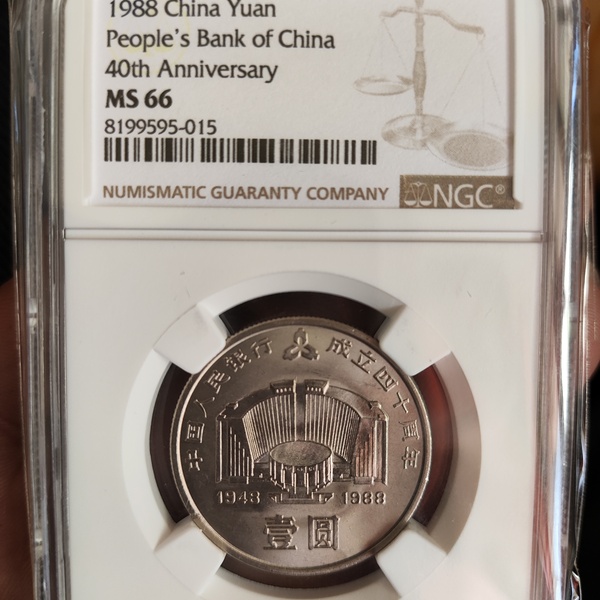 1988 China Yuan
People's Bank of China
40th Anniversary
MS 66
8199595-015
NUMISMATIC GUARANTY COMPANY
NGC®
中国人民银行 成立四十周年
1948 1988
壹圆